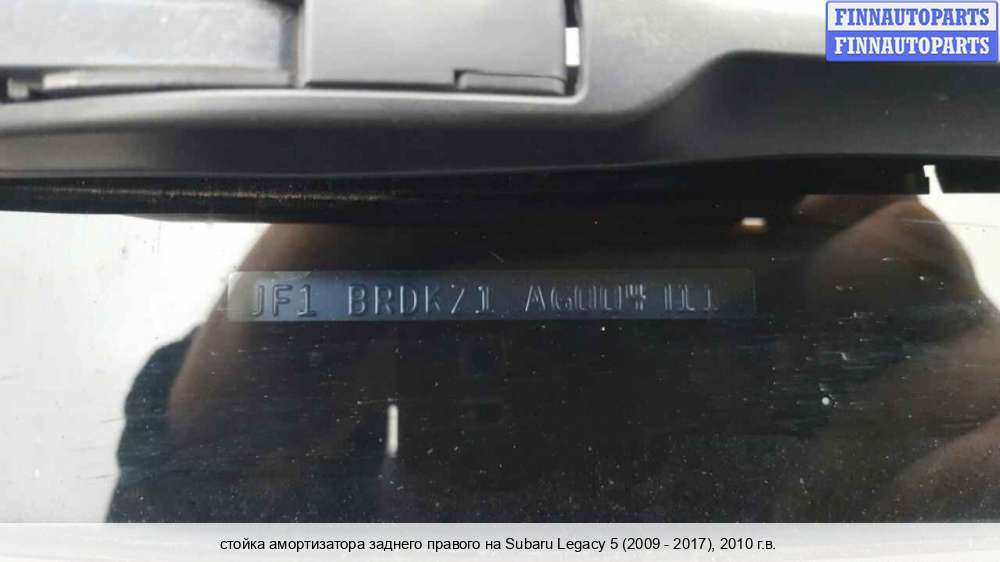 FINNAUTOPARTS
FINNAUTOPARTS
JF1 BRDKZ1
стойка амортизатора заднего правого на Subaru Legacy 5 (2009 - 2017), 2010 г.в.